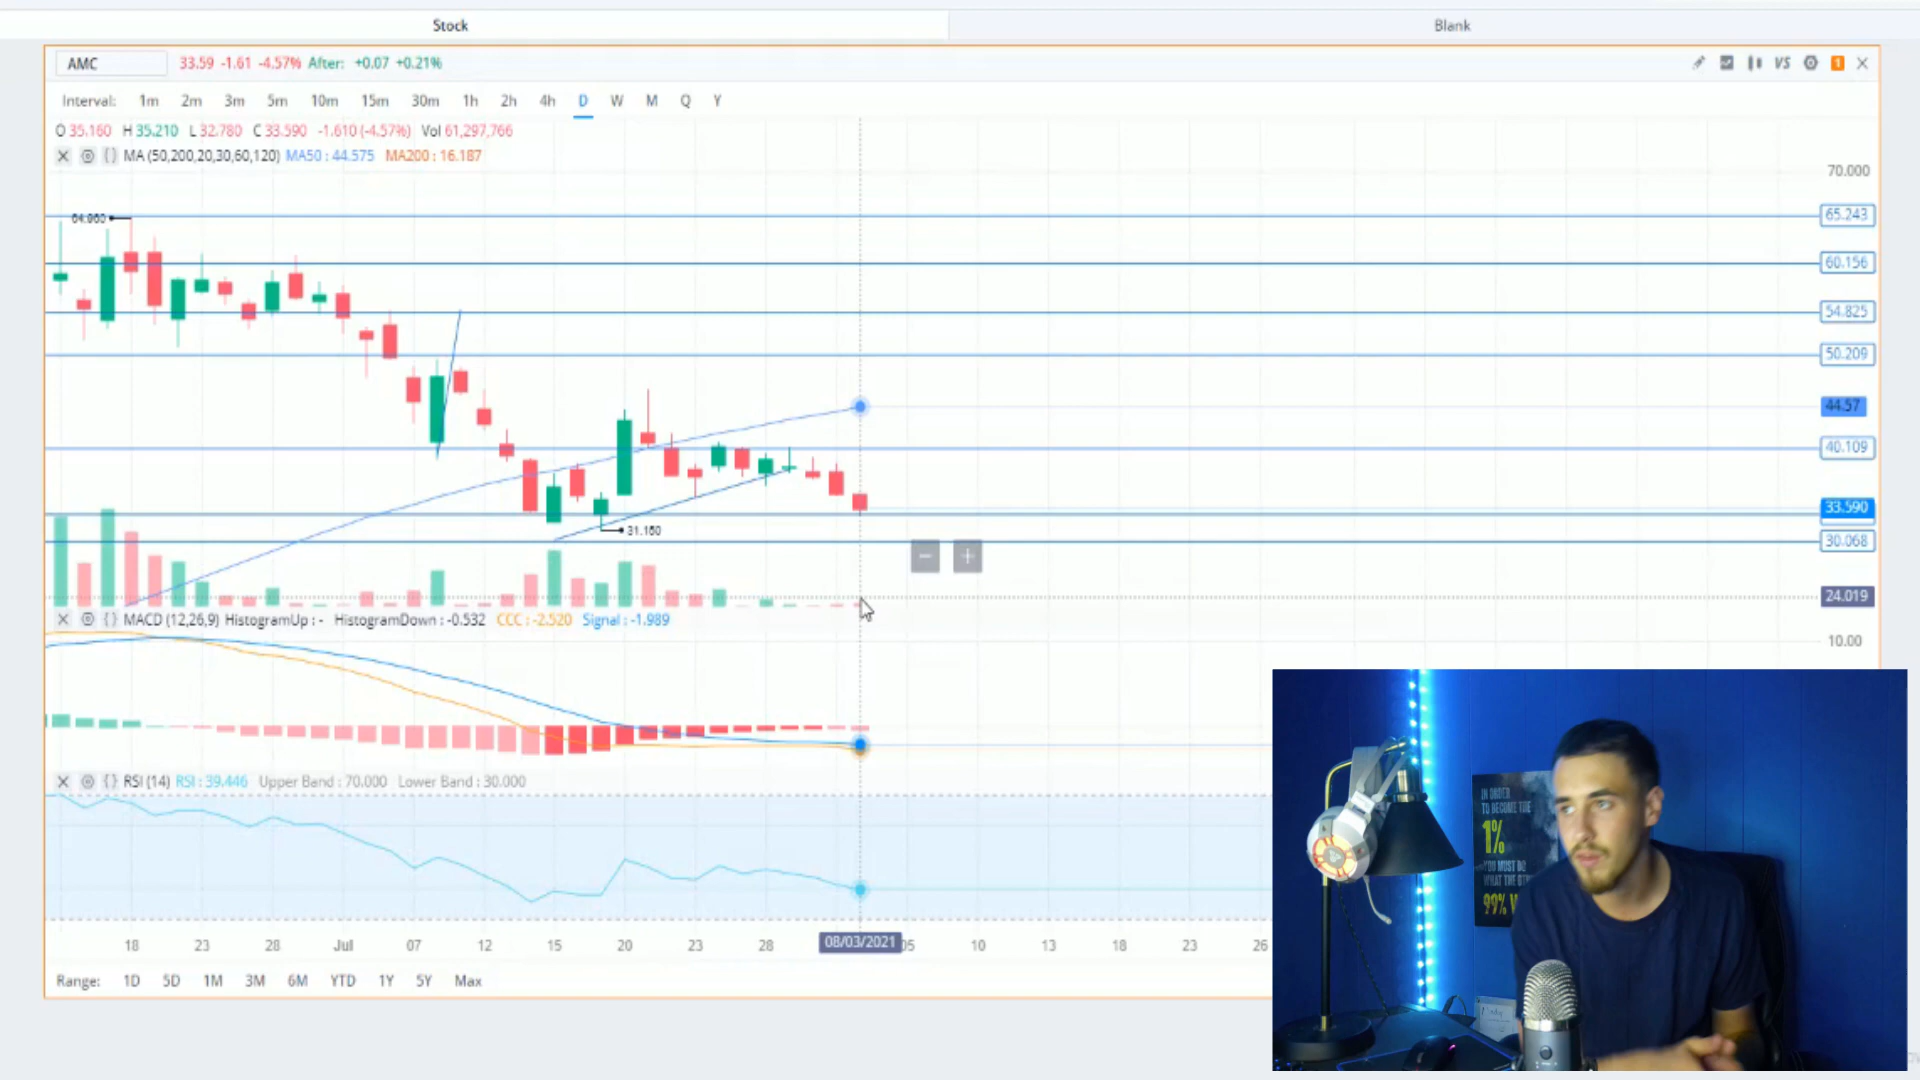 Stock
Blank
AMC
33.59 -1.61 -4.57% After: +0.07 +0.21%
VS
1
Interval: 1m 2m 3m 5m 10m 15m 30m 1h 2h 4h D W M Q Y
O 35.160 H 35.210 L 32.780 C 33.590 -1.610 (-4.57%) Vol 61,297,766
MA (50,200,20,30,60,120) MA50 : 44.575 MA200 : 16.187
70.000
65.243
60.156
54.825
50.209
44.57
40.109
33.590
31.160
30.068
24.019
MACD (12,26,9) HistogramUp : - HistogramDown : -0.532 CCC : -2.520 Signal : -1.989
10.00
RSI (14) RSI : 39.446 Upper Band : 70.000 Lower Band : 30.000
18 23 28 Jul 07 12 15 20 23 28 08/03/2021 05 10 13 18 23 26
Range: 1D 5D 1M 3M 6M YTD 1Y 5Y Max
IN ORDER
TO BECOME THE
1%
YOU MUST DO
WHAT THE
99%